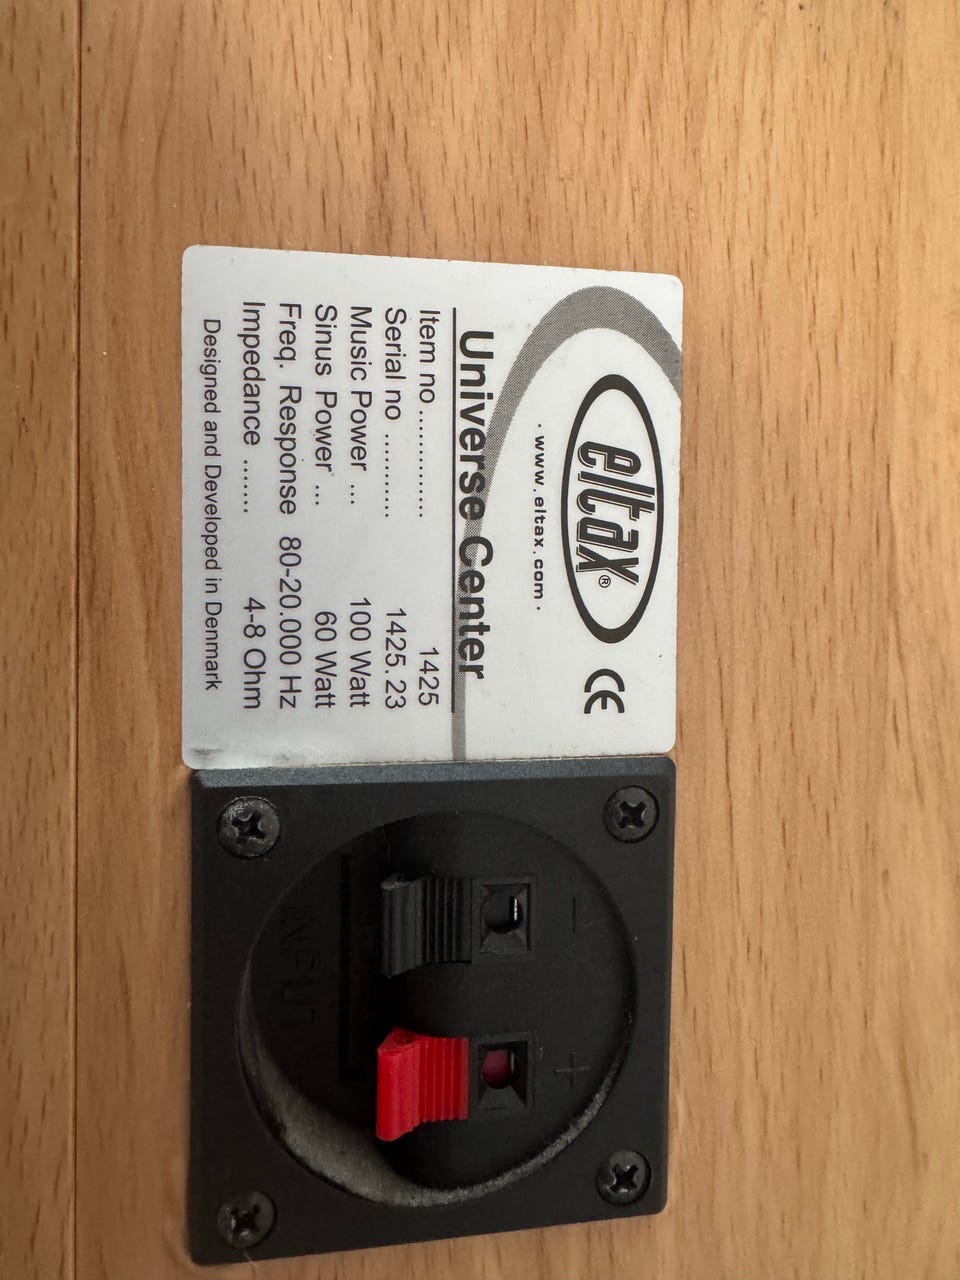 eltax® CE
· www.eltax.com ·
Universe Center
Item no ............. 1425
Serial no .......... 1425. 23
Music Power ... 100 Watt
Sinus Power ... 60 Watt
Freq. Response 80-20.000 Hz
Impedance ....... 4-8 Ohm
Designed and Developed in Denmark
- +
INPUT